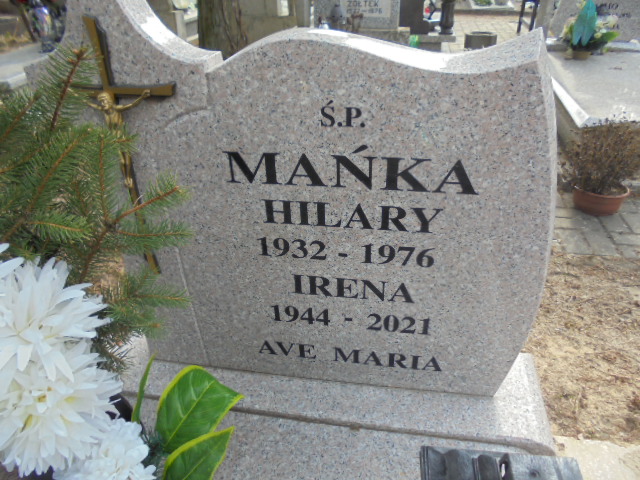 Ś.P.
MAŃKA
HILARY
1932 - 1976
IRENA
1944 - 2021
AVE MARIA